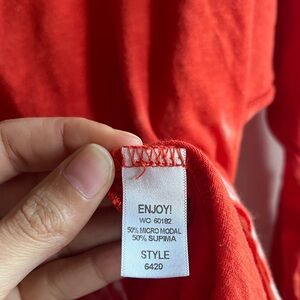 ENJOY!
WO 60182
50% MICRO MODAL
50% SUPIMA
STYLE
6420